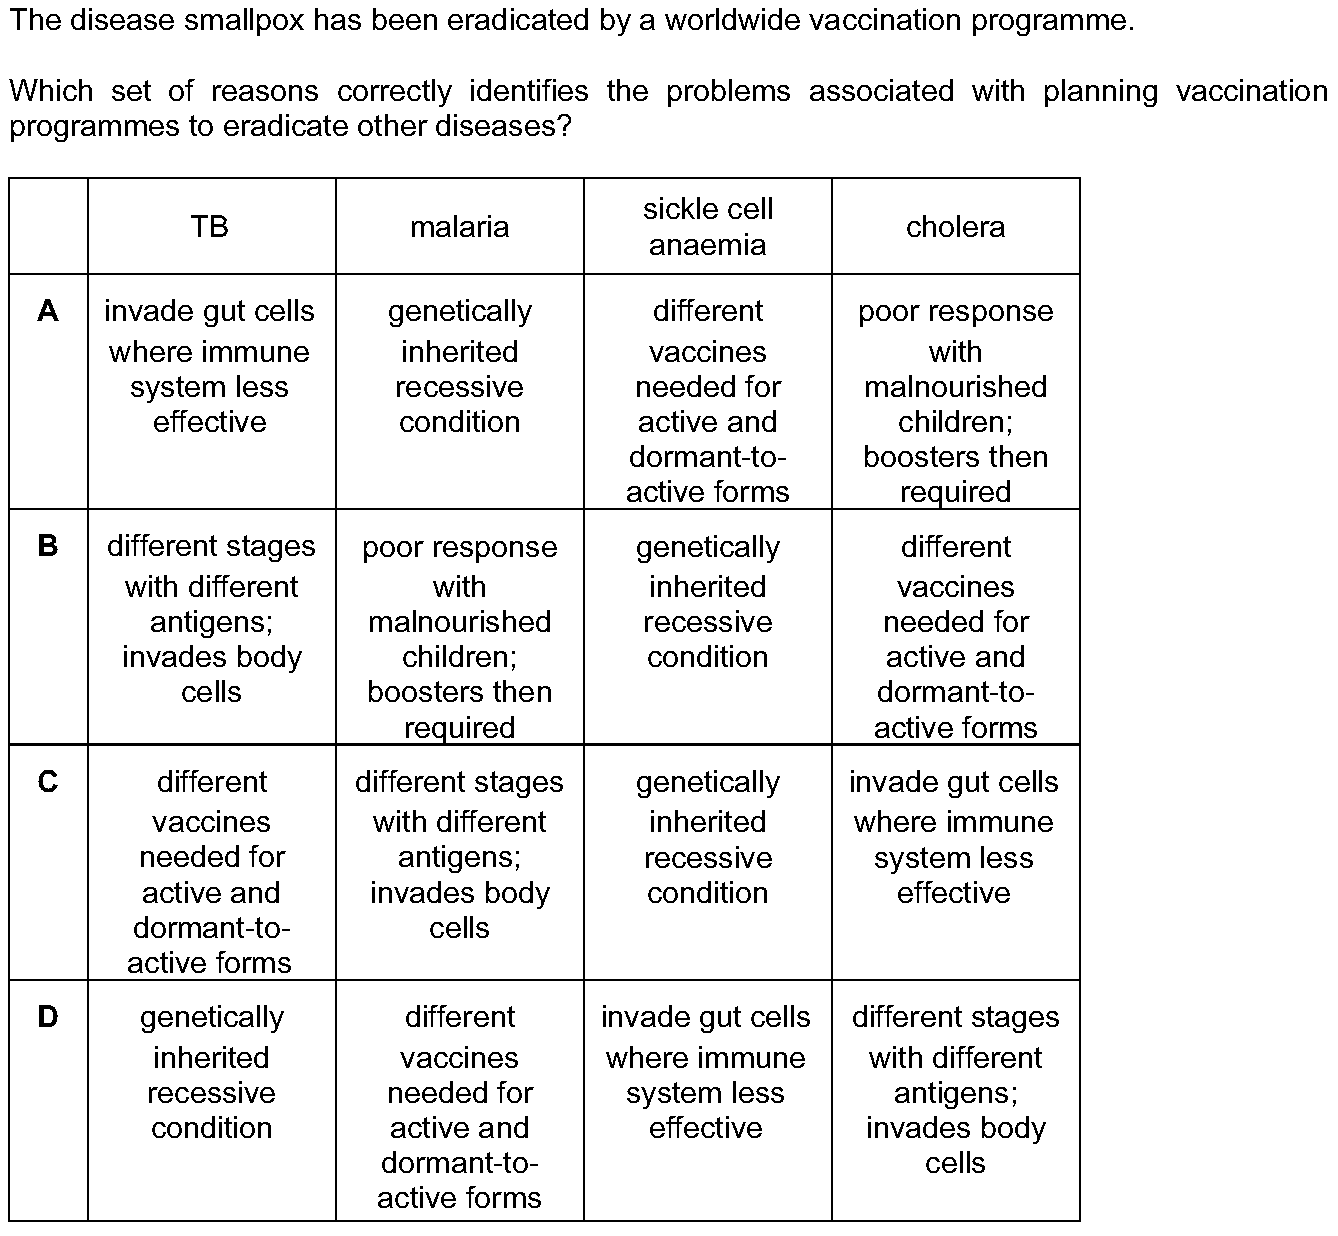 The disease smallpox has been eradicated by a worldwide vaccination programme.
Which set of reasons correctly identifies the problems associated with planning vaccination
programmes to eradicate other diseases?
TB
malaria
sickle cell
anaemia
cholera
A
invade gut cells
where immune
system less
effective
genetically
inherited
recessive
condition
different
vaccines
needed for
active and
dormant-to-
active forms
poor response
with
malnourished
children;
boosters then
required
B
different stages
with different
antigens;
invades body
cells
poor response
with
malnourished
children;
boosters then
required
genetically
inherited
recessive
condition
different
vaccines
needed for
active and
dormant-to-
active forms
C
different
vaccines
needed for
active and
dormant-to-
active forms
different stages
with different
antigens;
invades body
cells
genetically
inherited
recessive
condition
invade gut cells
where immune
system less
effective
D
genetically
inherited
recessive
condition
different
vaccines
needed for
active and
dormant-to-
active forms
invade gut cells
where immune
system less
effective
different stages
with different
antigens;
invades body
cells